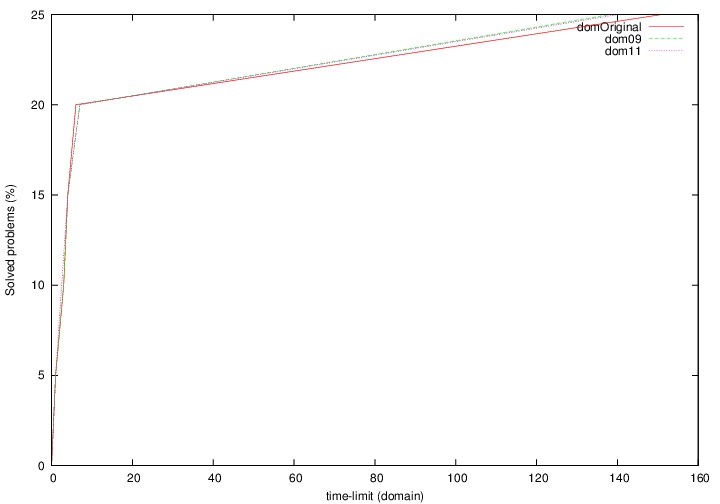 25
20
15
10
5
0
Solved problems (%)
domOriginal
dom09
dom11
0 20 40 60 80 100 120 140 160
time-limit (domain)